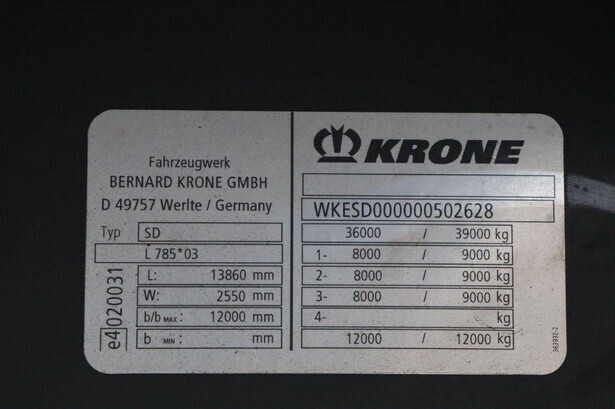 Fahrzeugwerk
BERNARD KRONE GMBH
D 49757 Werlte / Germany
Typ SD
L 785*03
L: 13860 mm
W: 2550 mm
b/b MAX: 12000 mm
b MIN: mm
e4 020031
KRONE
WKESD000000502628
36000 / 39000 kg
1- 8000 / 9000 kg
2- 8000 / 9000 kg
3- 8000 / 9000 kg
4- kg
12000 / 12000 kg
363932-2